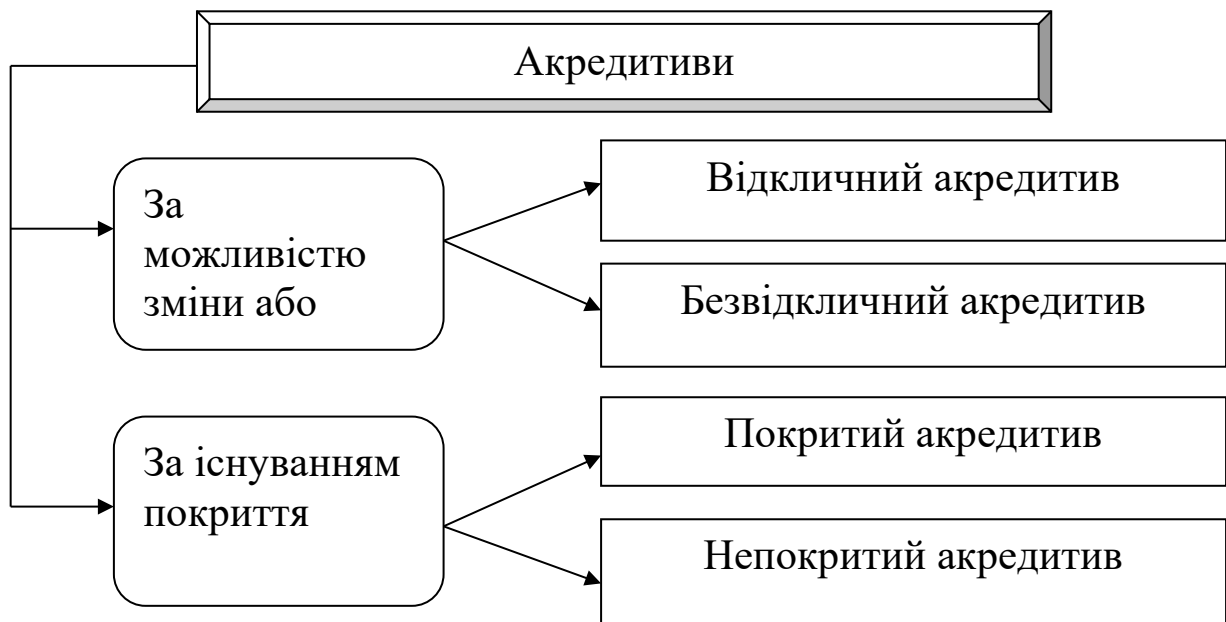 Акредитиви
За
можливістю
зміни або
Відкличний акредитив
Безвідкличний акредитив
За існуванням
покриття
Покритий акредитив
Непокритий акредитив